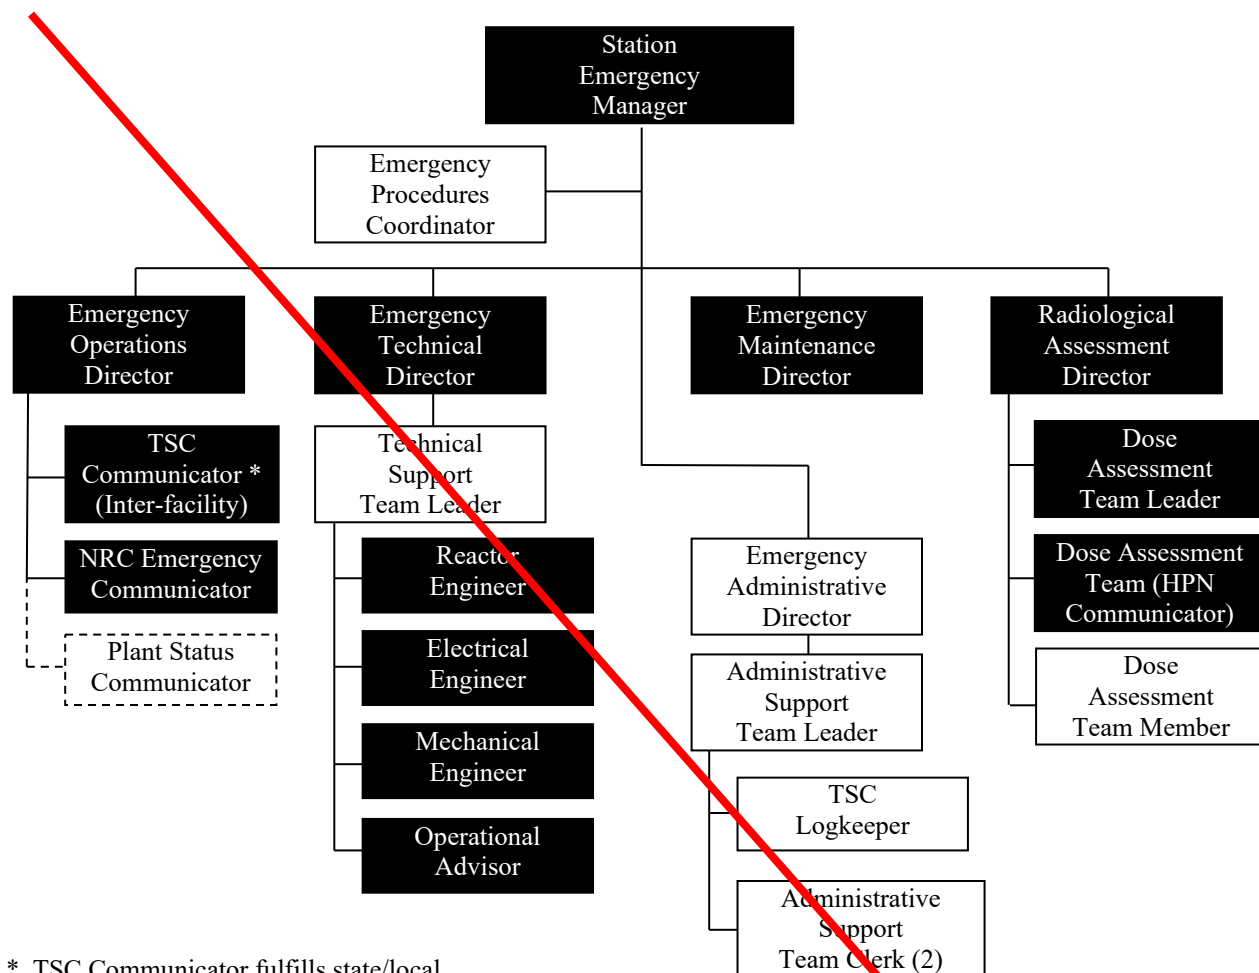 Station
Emergency
Manager
Emergency
Procedures
Coordinator
Emergency
Operations
Director
Emergency
Technical
Director
Emergency
Maintenance
Director
Radiological
Assessment
Director
TSC
Communicator *
(Inter-facility)
NRC Emergency
Communicator
Plant Status
Communicator
Technical
Support
Team Leader
Reactor
Engineer
Electrical
Engineer
Mechanical
Engineer
Operational
Advisor
Emergency
Administrative
Director
Administrative
Support
Team Leader
TSC
Logkeeper
Administrative
Support
Team Clerk (2)
Dose
Assessment
Team Leader
Dose Assessment
Team (HPN
Communicator)
Dose
Assessment
Team Member
* TSC Communicator fulfills state/local